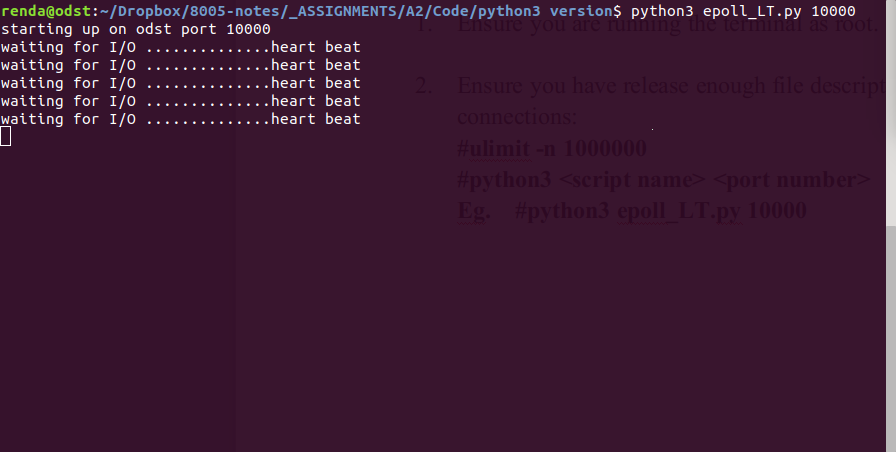 renda@odst:~/Dropbox/8005-notes/_ASSIGNMENTS/A2/Code/python3 version$ python3 epoll_LT.py 10000
starting up on odst port 10000
waiting for I/O ..............heart beat
waiting for I/O ..............heart beat
waiting for I/O ..............heart beat
waiting for I/O ..............heart beat
waiting for I/O ..............heart beat
1. Ensure you are running the terminal as root.
2. Ensure you have release enough file descript
connections:
#ulimit -n 1000000
#python3 <script name> <port number>
Eg. #python3 epoll_LT.py 10000